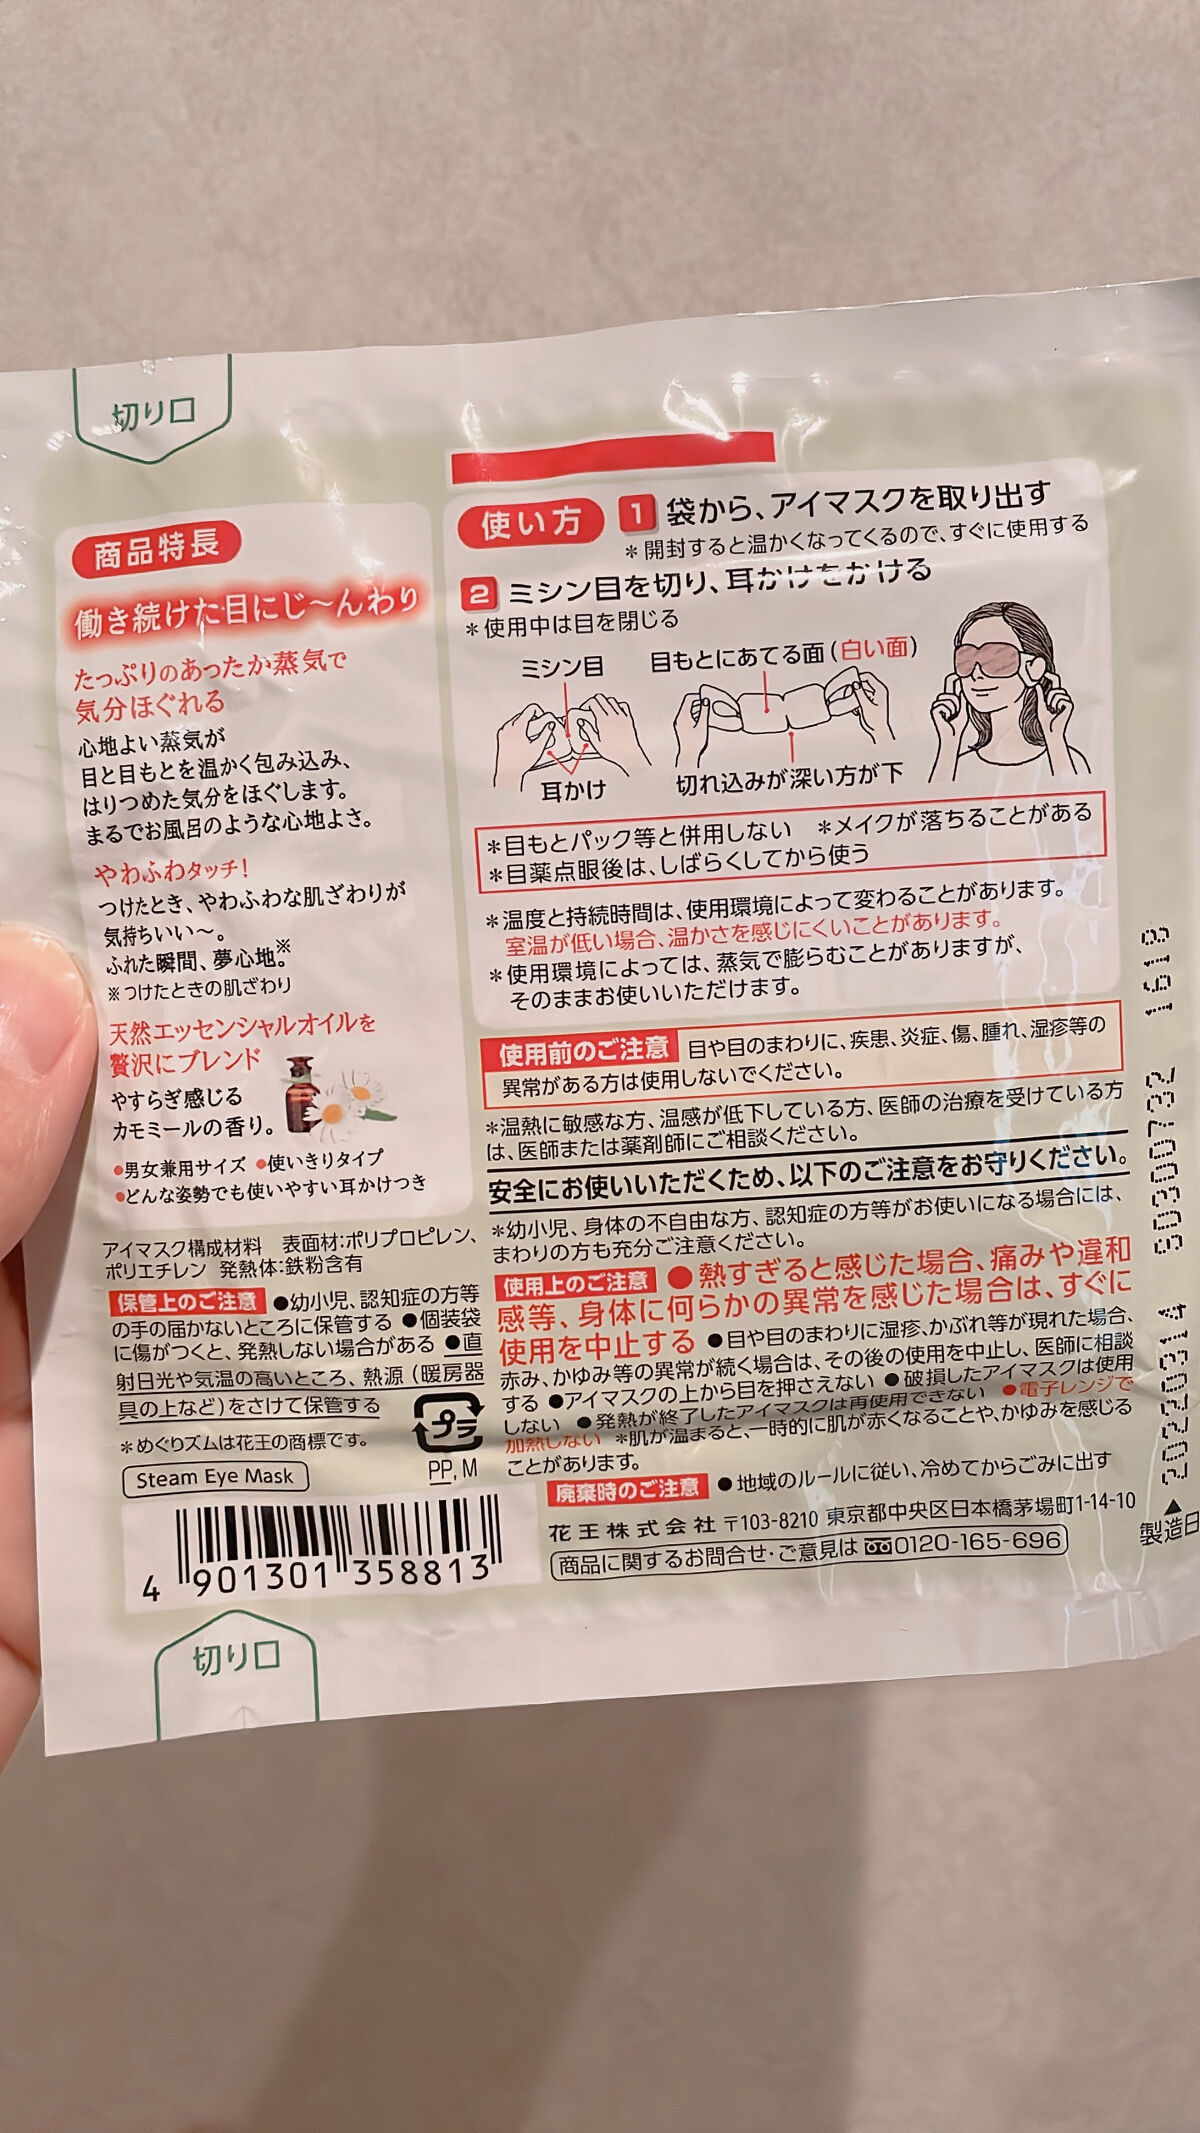 切り口
商品特長
働き続けた目にじ〜んわり
たっぷりのあったか蒸気で
気分ほぐれる
心地よい蒸気が
目と目もとを温かく包み込み、
はりつめた気分をほぐします。
まるでお風呂のような心地よさ。
やわふわタッチ!
つけたとき、やわふわな肌ざわりが
気持ちいい〜。
ふれた瞬間、夢心地。※
※つけたときの肌ざわり
天然エッセンシャルオイルを
贅沢にブレンド
やすらぎ感じる
カモミールの香り。
●男女兼用サイズ ●使いきりタイプ
●どんな姿勢でも使いやすい耳かけつき
アイマスク構成材料 表面材:ポリプロピレン、
ポリエチレン 発熱体:鉄粉含有
保管上のご注意 ●幼小児、認知症の方等
の手の届かないところに保管する ●個装袋
に傷がつくと、発熱しない場合がある ●直
射日光や気温の高いところ、熱源(暖房器
具の上など)をさけて保管する
＊めぐりズムは花王の商標です。
プラ
PP, M
Steam Eye Mask
4 901301 358813
切り口
使い方 1 袋から、アイマスクを取り出す
＊開封すると温かくなってくるので、すぐに使用する
2 ミシン目を切り、耳かけをかける
＊使用中は目を閉じる
ミシン目 目もとにあてる面(白い面)
耳かけ 切れ込みが深い方が下
＊目もとパック等と併用しない ＊メイクが落ちることがある
＊目薬点眼後は、しばらくしてから使う
＊温度と持続時間は、使用環境によって変わることがあります。
室温が低い場合、温かさを感じにくいことがあります。
＊使用環境によっては、蒸気で膨らむことがありますが、
そのままお使いいただけます。
使用前のご注意 目や目のまわりに、疾患、炎症、傷、腫れ、湿疹等の
異常がある方は使用しないでください。
＊温熱に敏感な方、温感が低下している方、医師の治療を受けている方
は、医師または薬剤師にご相談ください。
安全にお使いいただくため、以下のご注意をお守りください。
＊幼小児、身体の不自由な方、認知症の方等がお使いになる場合には、
まわりの方も充分ご注意ください。
使用上のご注意 ●熱すぎると感じた場合、痛みや違和
感等、身体に何らかの異常を感じた場合は、すぐに
使用を中止する ●目や目のまわりに湿疹、かぶれ等が現れた場合、
赤み、かゆみ等の異常が続く場合は、その後の使用を中止し、医師に相談
する ●アイマスクの上から目を押さえない ●破損したアイマスクは使用
しない ●発熱が終了したアイマスクは再使用できない ●電子レンジで
加熱しない ＊肌が温まると、一時的に肌が赤くなることや、かゆみを感じる
ことがあります。
廃棄時のご注意 ●地域のルールに従い、冷めてからごみに出す
花王株式会社 〒103-8210 東京都中央区日本橋茅場町1-14-10
商品に関するお問合せ・ご意見は 0120-165-696
製造日